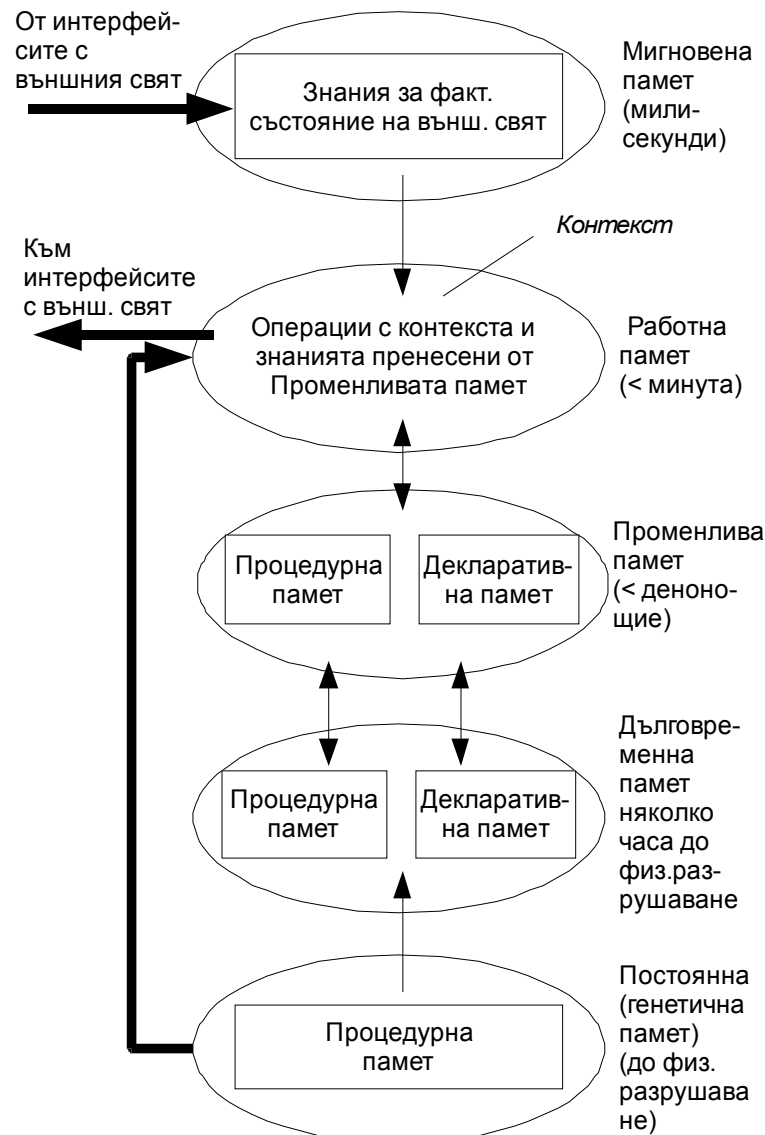 От интерфей-
сите с
външния свят
Знания за факт.
състояние на външ. свят
Мигновена
памет
(мили-
секунди)
Контекст
Към
интерфейсите
с външ. свят
Операции с контекста и
знанията пренесени от
Променливата памет
Работна
памет
(< минута)
Процедурна
памет
Декларатив-
на памет
Променлива
памет
(< деноно-
щие)
Процедурна
памет
Декларатив-
на памет
Дълговре-
менна
памет
няколко
часа до
физ.раз-
рушаване
Процедурна
памет
Постоянна
(генетична
памет)
(до физ.
разрушава
не)